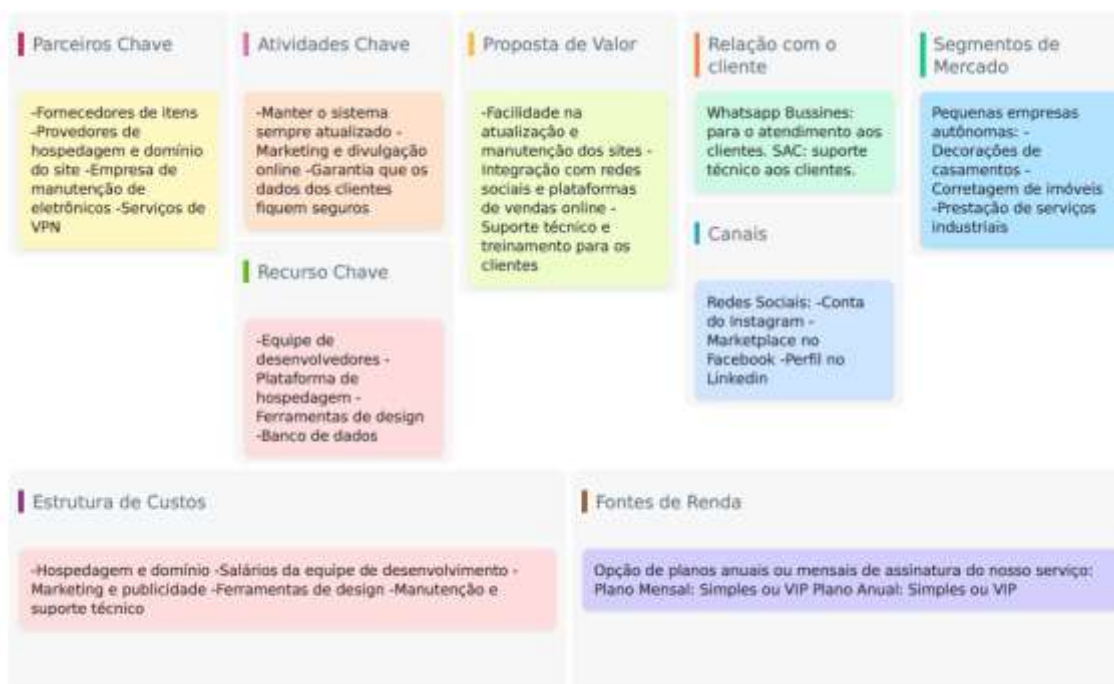 Parceiros Chave
-Fornecedores de itens
-Provedores de
hospedagem e domínio
do site -Empresa de
manutenção de
eletrônicos -Serviços de
VPN
Atividades Chave
-Manter o sistema
sempre atualizado -
Marketing e divulgação
online -Garantia que os
dados dos clientes
fiquem seguros
Recurso Chave
-Equipe de
desenvolvedores -
Plataforma de
hospedagem -
Ferramentas de design
-Banco de dados
Proposta de Valor
-Facilidade na
atualização e
manutenção dos sites -
Integração com redes
sociais e plataformas
de vendas online -
Suporte técnico e
treinamento para os
clientes
Relação com o
cliente
Whatsapp Bussines:
para o atendimento aos
clientes. SAC: suporte
técnico aos clientes.
Canais
Redes Sociais: -Conta
do Instagram -
Marketplace no
Facebook -Perfil no
Linkedin
Segmentos de
Mercado
Pequenas empresas
autônomas: -
Decorações de
casamentos -
Corretagem de imóveis
-Prestação de serviços
industriais
Estrutura de Custos
-Hospedagem e domínio -Salários da equipe de desenvolvimento -
Marketing e publicidade -Ferramentas de design -Manutenção e
suporte técnico
Fontes de Renda
Opção de planos anuais ou mensais de assinatura do nosso serviço:
Plano Mensal: Simples ou VIP Plano Anual: Simples ou VIP